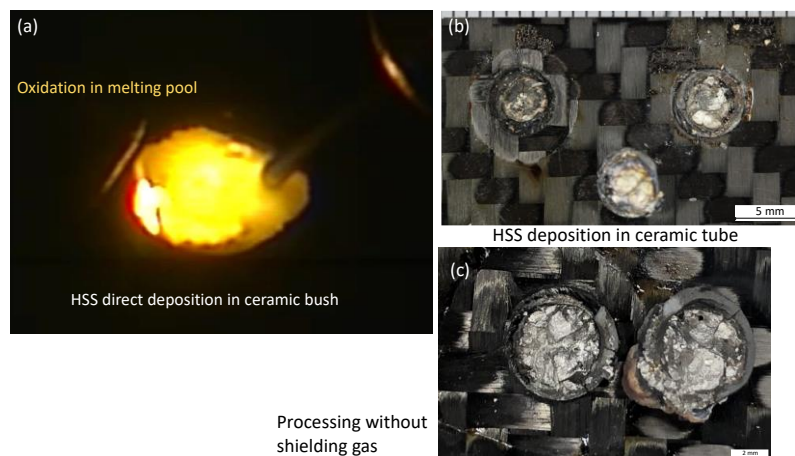 (a)
Oxidation in melting pool
HSS direct deposition in ceramic bush
(b)
5 mm
HSS deposition in ceramic tube
(c)
2 mm
Processing without
shielding gas